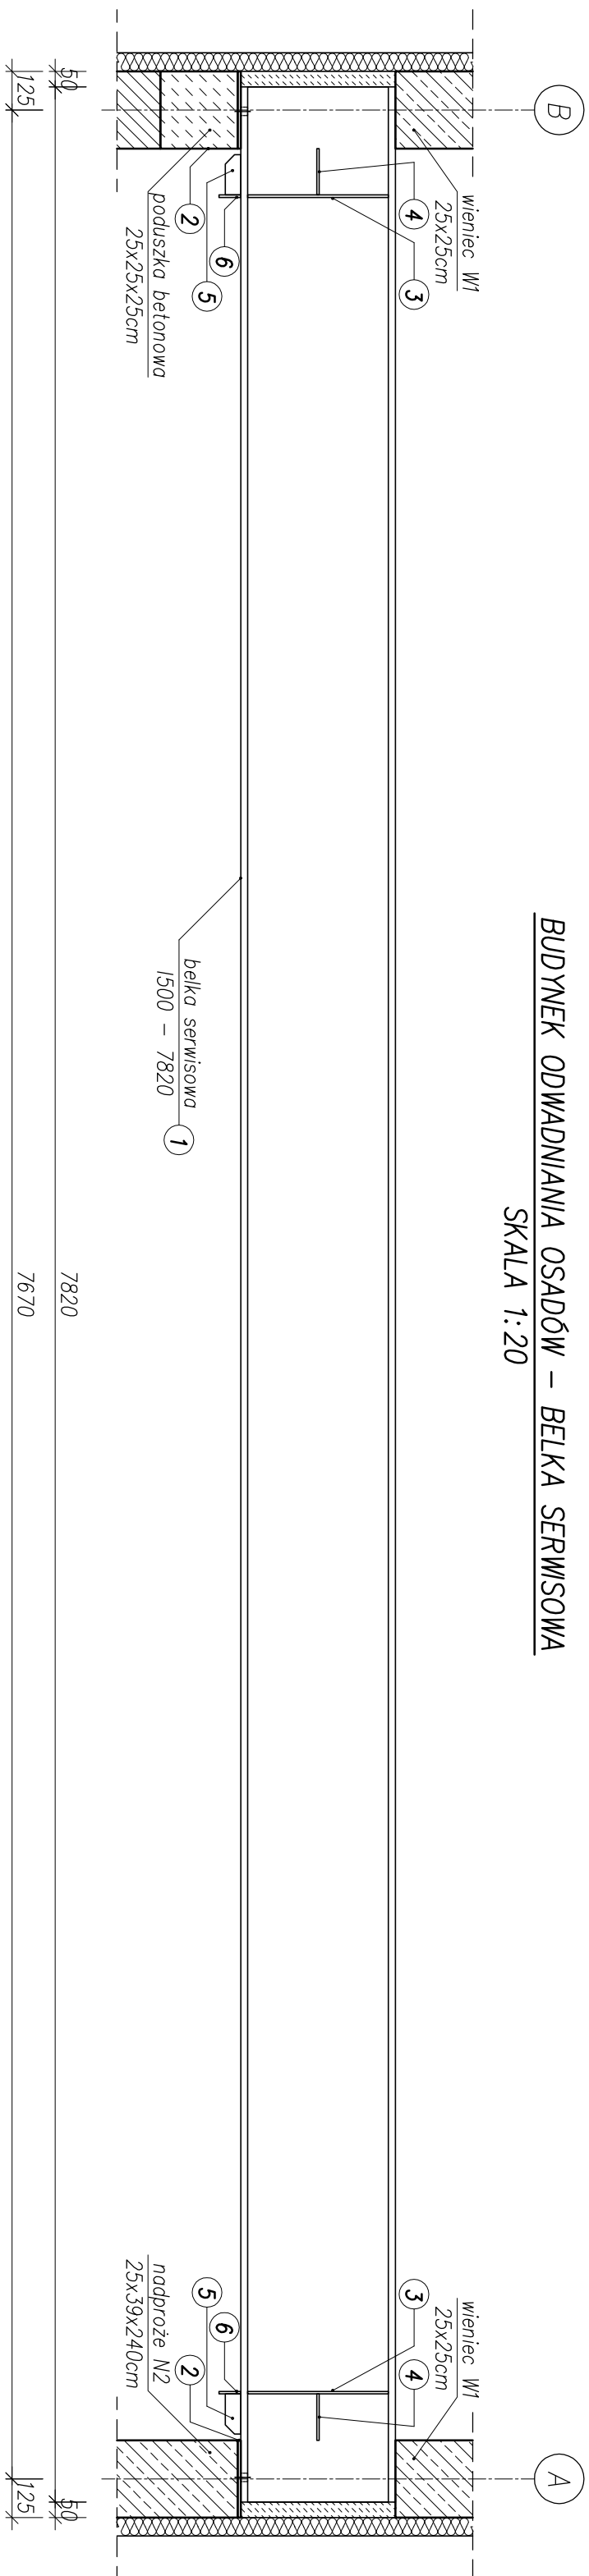 BUDYNEK ODWADNIANIA OSADÓW – BELKA SERWISOWA
SKALA 1:20
B
A
wieniec W1
25x25cm
4
3
wieniec W1
25x25cm
3
4
2
5
6
poduszka betonowa
25x25x25cm
belka serwisowa
I500 – 7820
1
5
6
2
nadproże N2
25x39x240cm
50
7820
50
125
7670
125